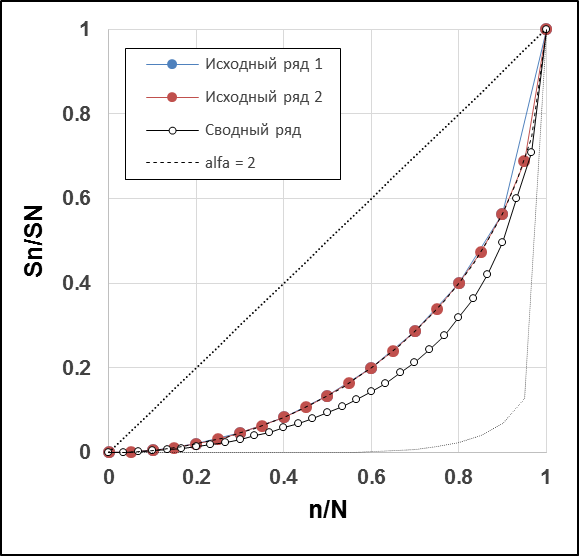 1
Исходный ряд 1
Исходный ряд 2
Сводный ряд
alfa = 2
0.8
0.6
0.4
0.2
0
Sn/SN
0 0.2 0.4 0.6 0.8 1
n/N